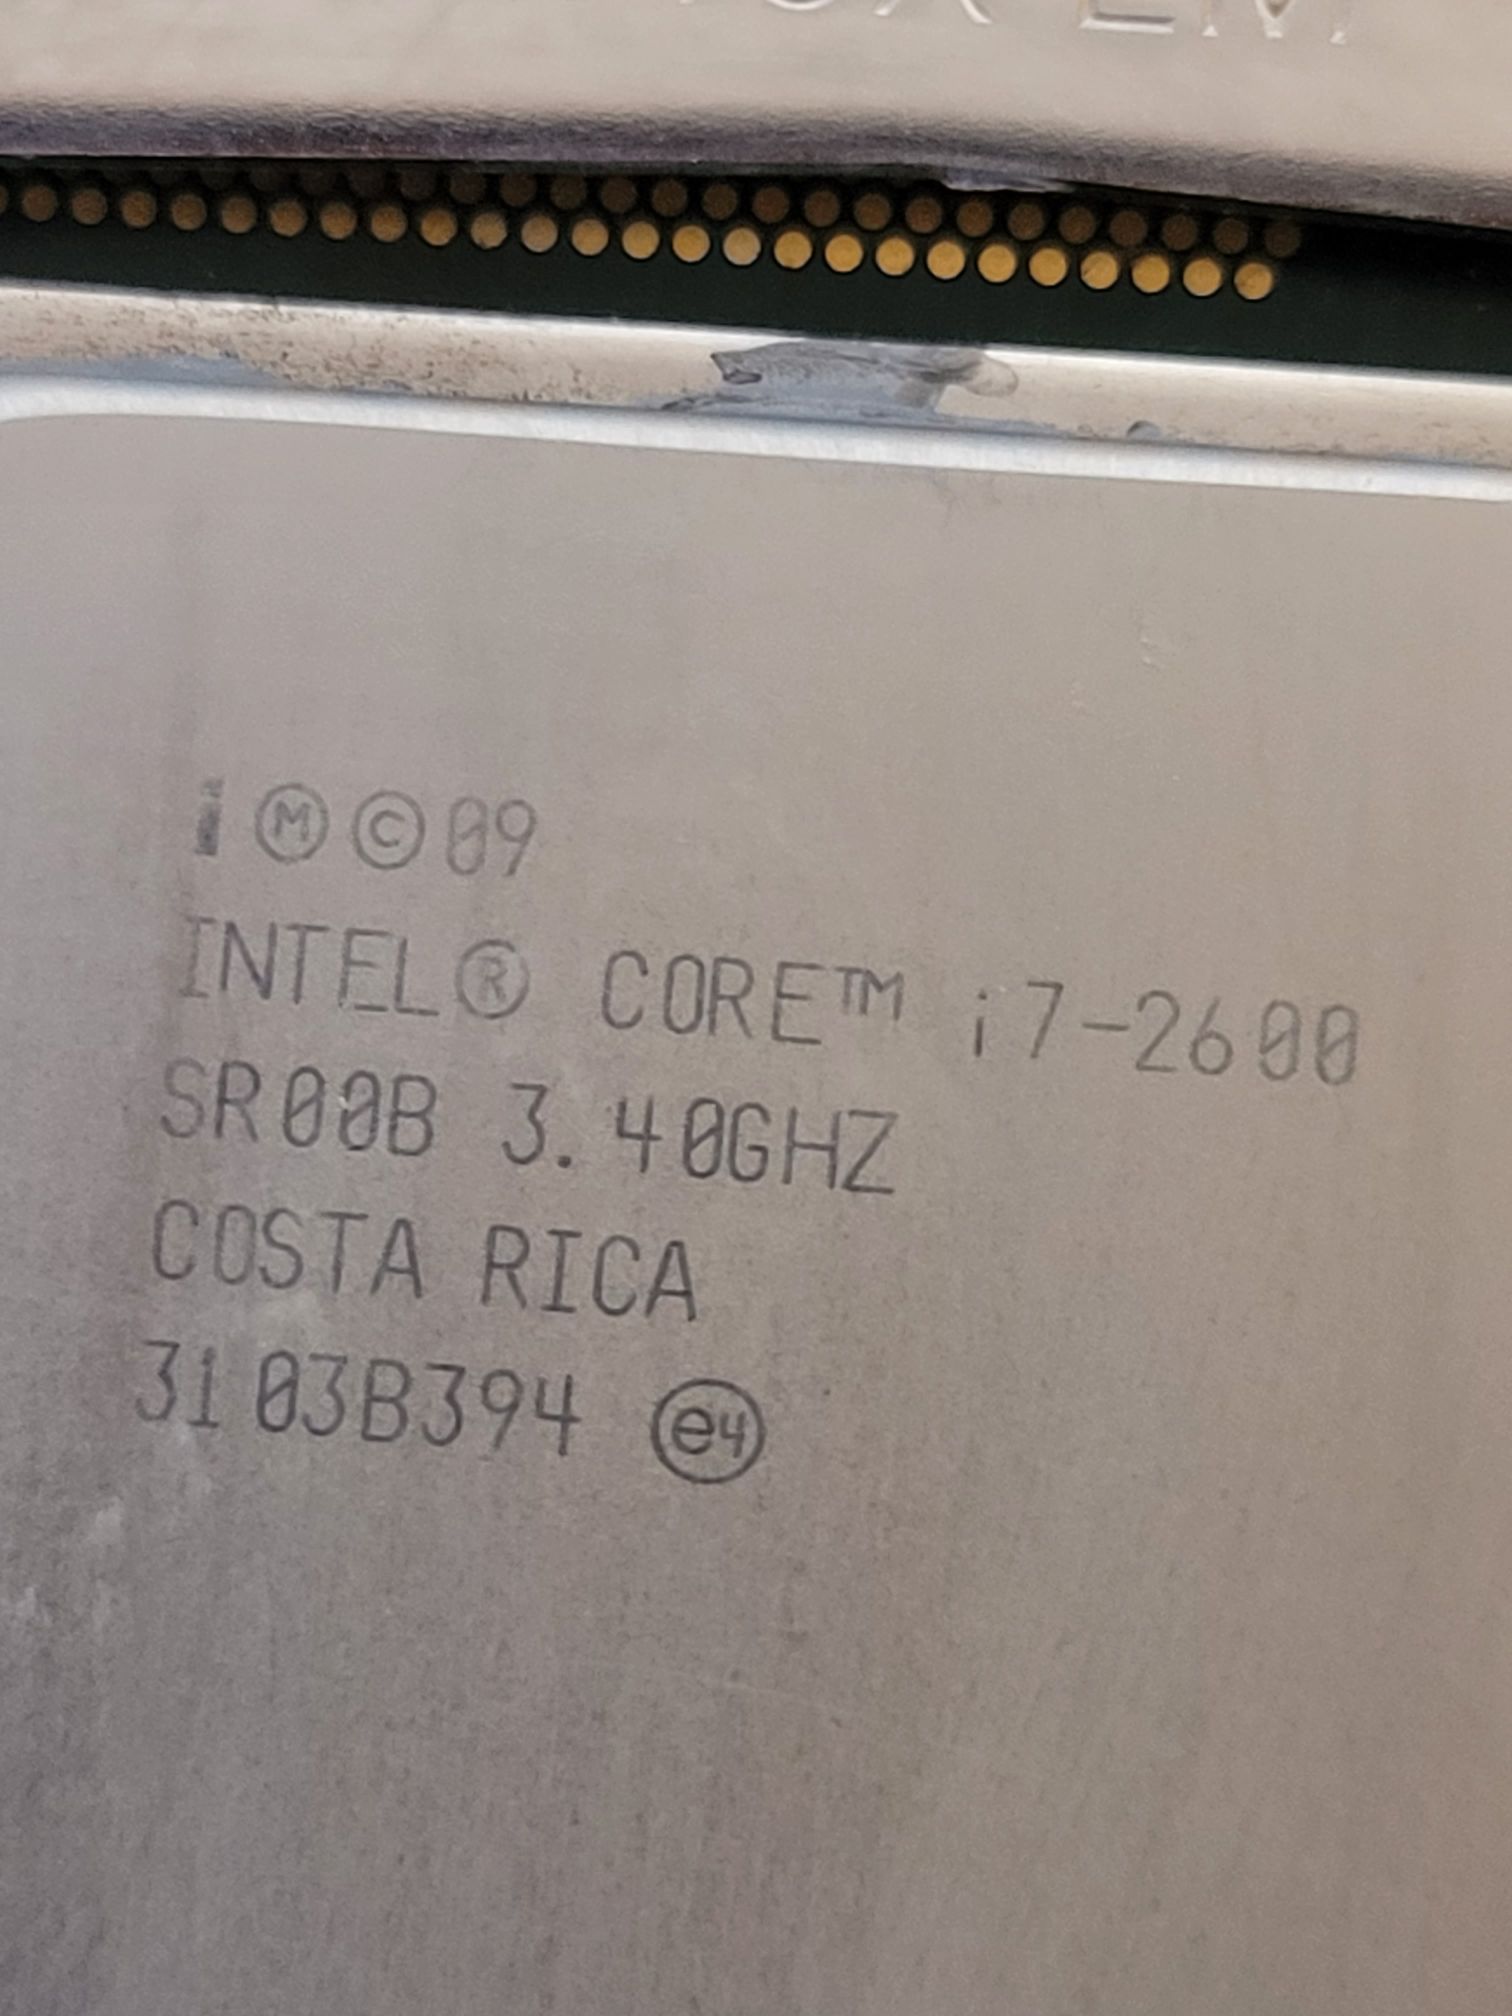 i Ⓜ © 09
INTEL® CORE™ i7-2600
SR00B 3.40GHZ
COSTA RICA
3103B394 e4